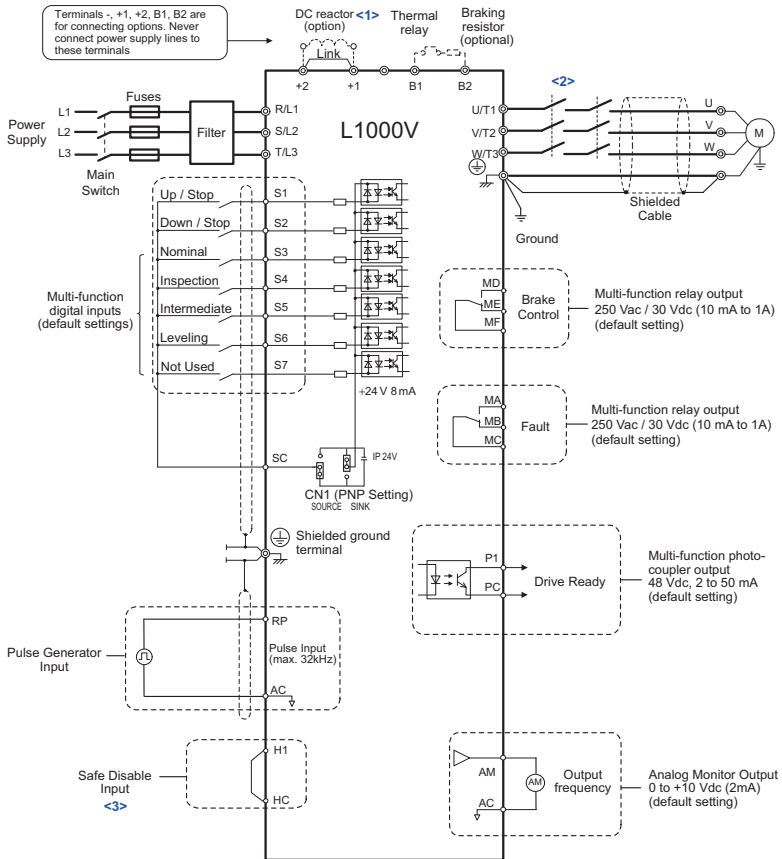 Terminals -, +1, +2, B1, B2 are
for connecting options. Never
connect power supply lines to
these terminals
DC reactor <1>
(option)
Thermal
relay
Braking
resistor
(optional)
Link
+2
+1
B1
B2
<2>
Fuses
Power
Supply
L1
L2
L3
Main
Switch
Filter
R/L1
S/L2
T/L3
L1000V
U/T1
V/T2
W/T3
U
V
W
M
Shielded
Cable
Ground
Multi-function
digital inputs
(default settings)
Up / Stop
S1
Down / Stop
S2
Nominal
S3
Inspection
S4
Intermediate
S5
Leveling
S6
Not Used
S7
+24 V 8 mA
SC
IP 24V
CN1 (PNP Setting)
SOURCE SINK
Shielded ground
terminal
MD
ME
MF
Brake
Control
Multi-function relay output
250 Vac / 30 Vdc (10 mA to 1A)
(default setting)
MA
MB
MC
Fault
Multi-function relay output
250 Vac / 30 Vdc (10 mA to 1A)
(default setting)
P1
PC
Drive Ready
Multi-function photo-
coupler output
48 Vdc, 2 to 50 mA
(default setting)
Pulse Generator
Input
RP
Pulse Input
(max. 32kHz)
AC
Safe Disable
Input
<3>
H1
HC
AM
AM
AC
Output
frequency
Analog Monitor Output
0 to +10 Vdc (2mA)
(default setting)